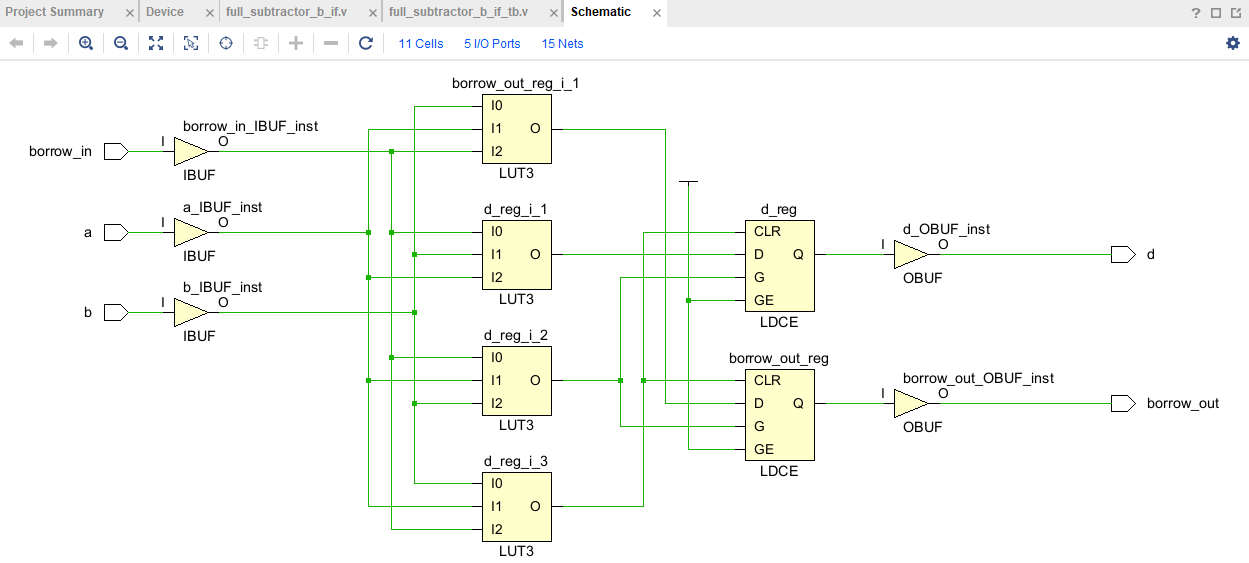 Project Summary × Device × full_subtractor_b_if.v × full_subtractor_b_if_tb.v × Schematic × ?
11 Cells 5 I/O Ports 15 Nets
borrow_out_reg_i_1
I0
I1 O
I2
LUT3
borrow_in
borrow_in_IBUF_inst
I O
IBUF
a
a_IBUF_inst
I O
IBUF
b
b_IBUF_inst
I O
IBUF
d_reg_i_1
I0
I1 O
I2
LUT3
d_reg_i_2
I0
I1 O
I2
LUT3
d_reg_i_3
I0
I1 O
I2
LUT3
d_reg
CLR
D Q
G
GE
LDCE
d_OBUF_inst
I O
OBUF
d
borrow_out_reg
CLR
D Q
G
GE
LDCE
borrow_out_OBUF_inst
I O
OBUF
borrow_out